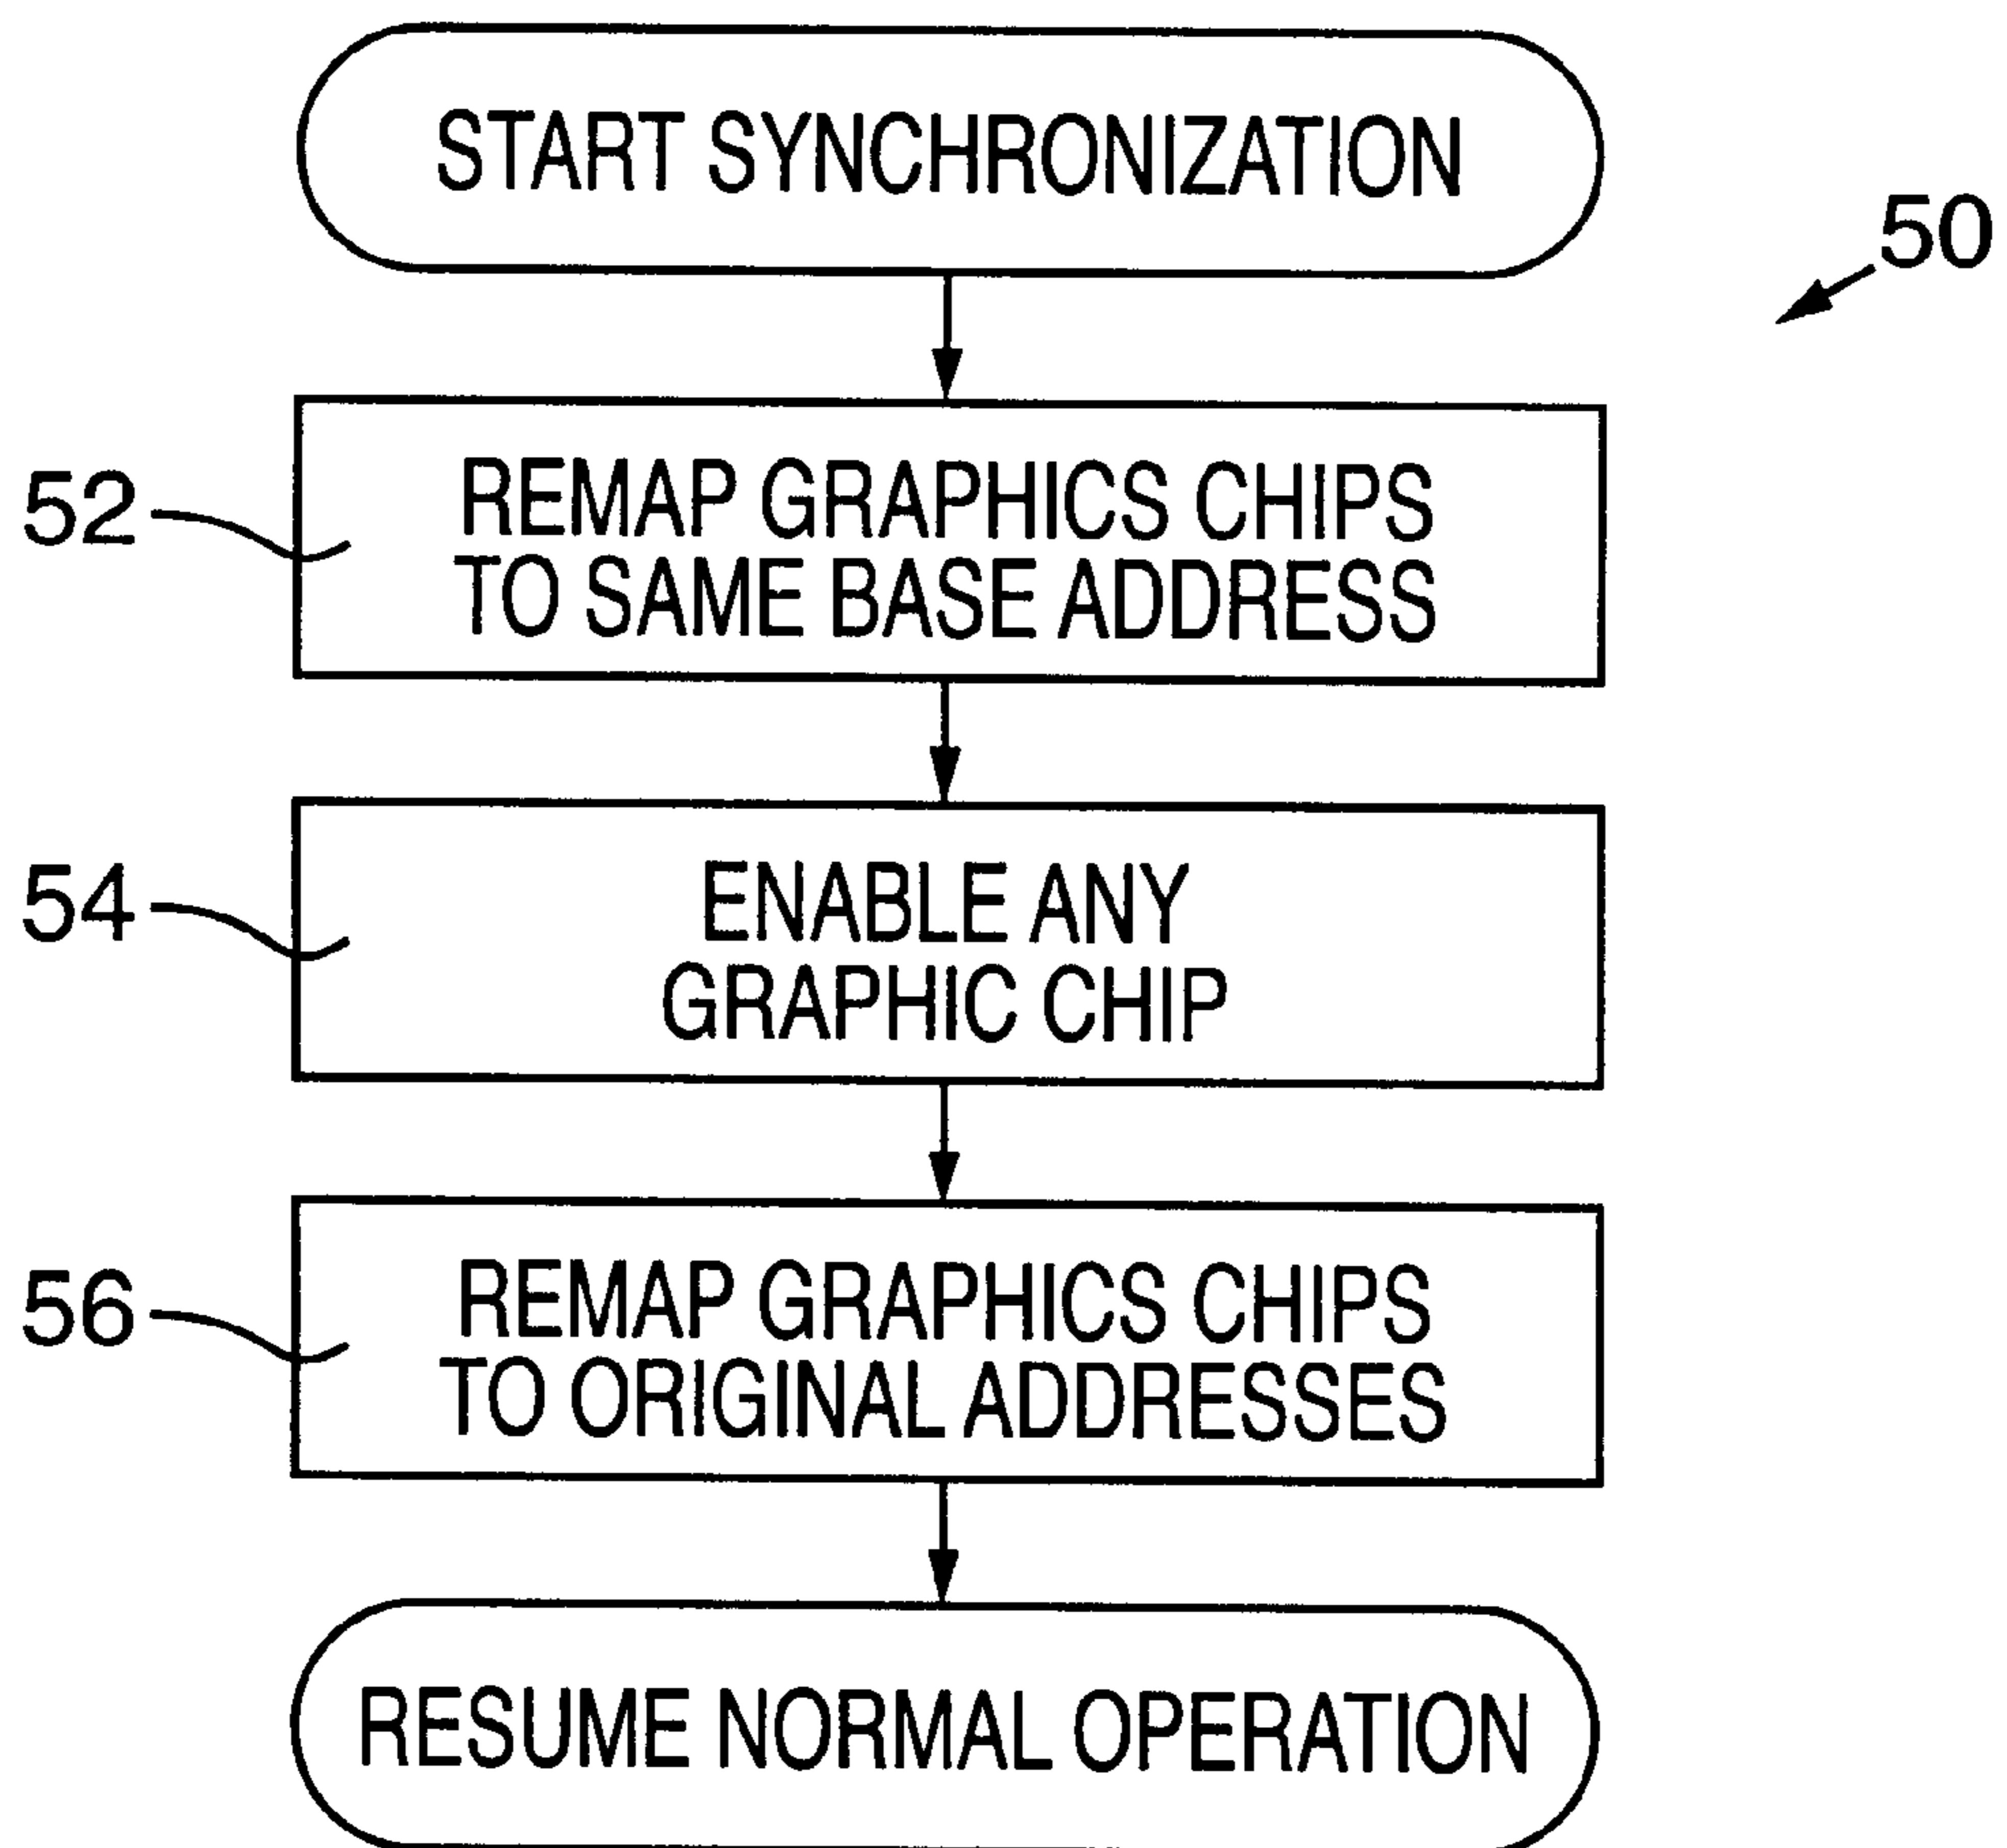 START SYNCHRONIZATION
50
52
REMAP GRAPHICS CHIPS
TO SAME BASE ADDRESS
54
ENABLE ANY
GRAPHIC CHIP
56
REMAP GRAPHICS CHIPS
TO ORIGINAL ADDRESSES
RESUME NORMAL OPERATION